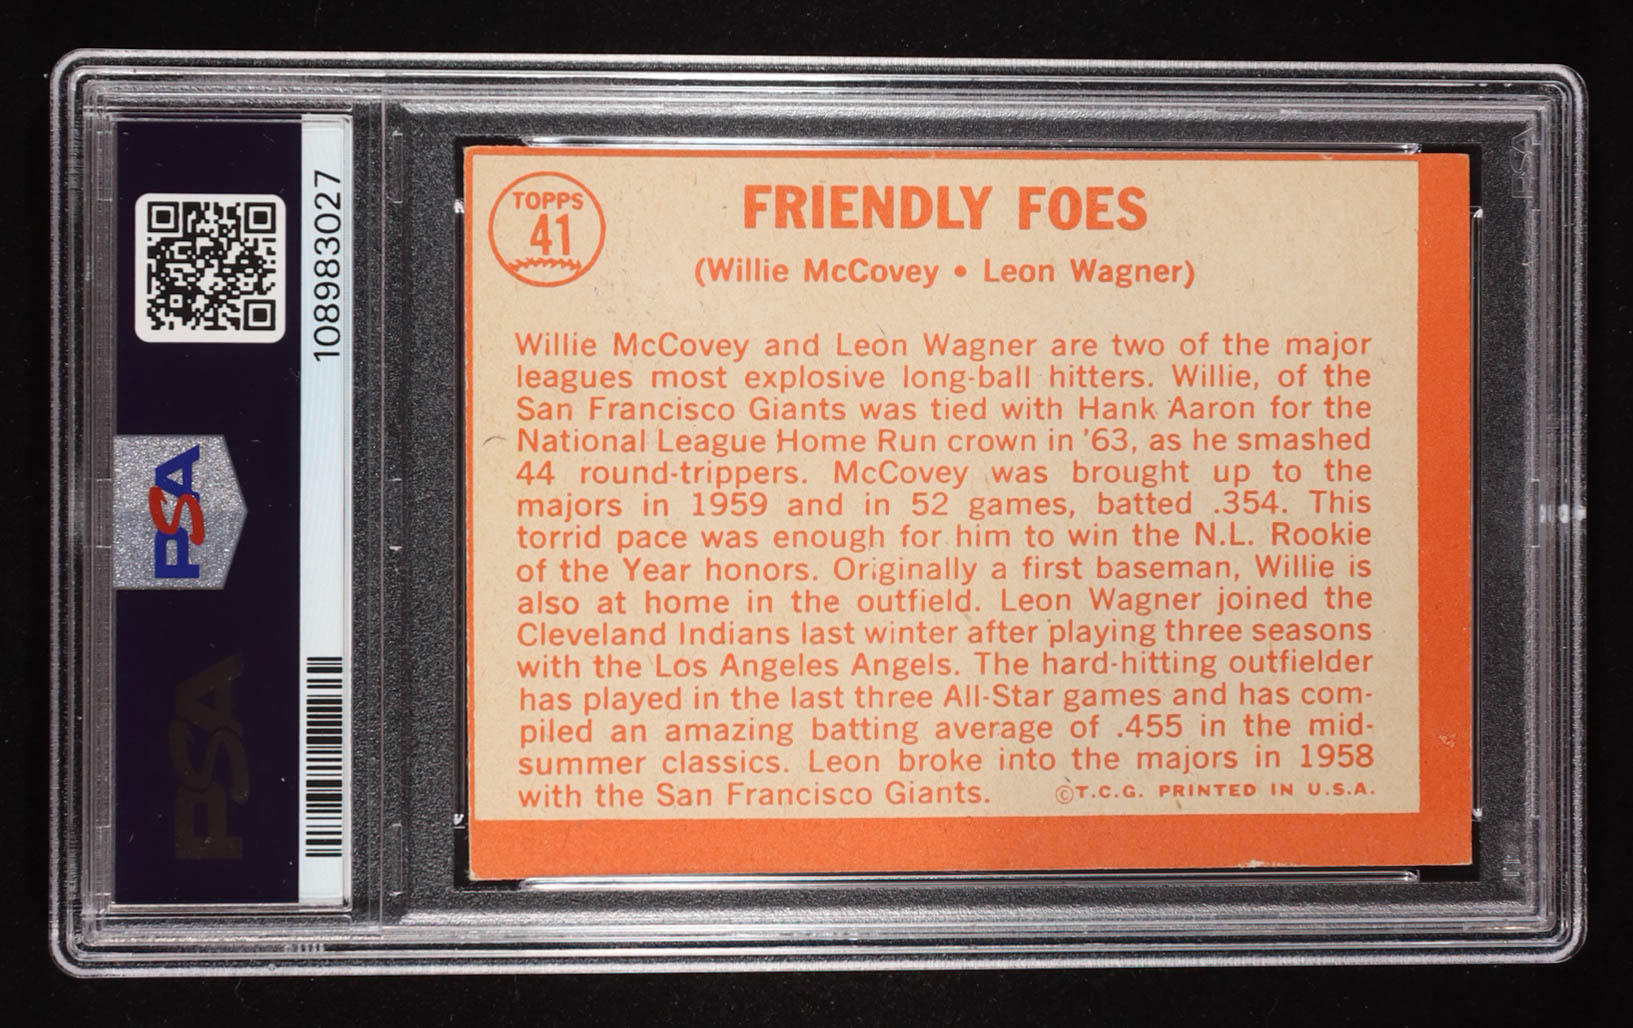 108983027
PSA
PSA
TOPPS
41
FRIENDLY FOES
(Willie McCovey • Leon Wagner)
Willie McCovey and Leon Wagner are two of the major
leagues most explosive long-ball hitters. Willie, of the
San Francisco Giants was tied with Hank Aaron for the
National League Home Run crown in '63, as he smashed
44 round-trippers. McCovey was brought up to the
majors in 1959 and in 52 games, batted .354. This
torrid pace was enough for him to win the N.L. Rookie
of the Year honors. Originally a first baseman, Willie is
also at home in the outfield. Leon Wagner joined the
Cleveland Indians last winter after playing three seasons
with the Los Angeles Angels. The hard-hitting outfielder
has played in the last three All-Star games and has com-
piled an amazing batting average of .455 in the mid-
summer classics. Leon broke into the majors in 1958
with the San Francisco Giants.
©T.C.G. PRINTED IN U.S.A.
PSA